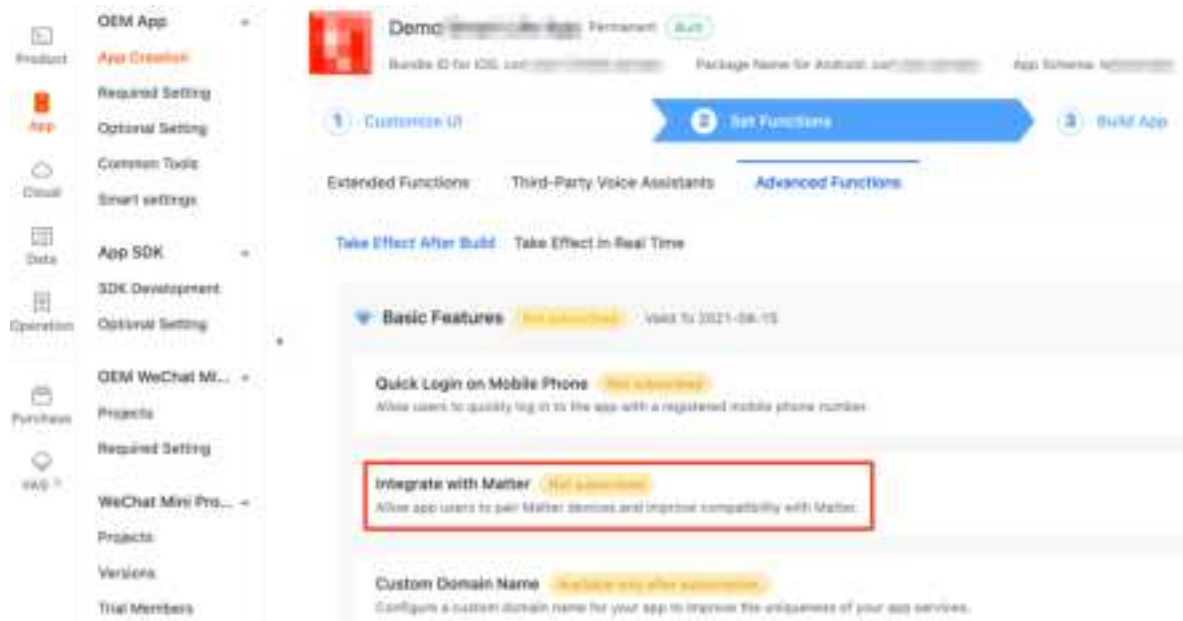 Product
App
Cloud
Data
Operation
Purchase
VAS
OEM App
App Creation
Required Setting
Optional Setting
Common Tools
Smart settings
App SDK
SDK Development
Optional Setting
OEM WeChat Mi...
Projects
Required Setting
WeChat Mini Pro...
Projects
Versions
Trial Members
Demo Permanent Built
Bundle ID for iOS: com Package Name for Android: com App Scheme:
1 Customize UI
2 Set Functions
3 Build App
Extended Functions Third-Party Voice Assistants Advanced Functions
Take Effect After Build Take Effect in Real Time
Basic Features Not subscribed Valid To 2021-08-15
Quick Login on Mobile Phone Not subscribed
Allow users to quickly log in to the app with a registered mobile phone number.
Integrate with Matter Not subscribed
Allow app users to pair Matter devices and improve compatibility with Matter.
Custom Domain Name Available only after subscription
Configure a custom domain name for your app to improve the uniqueness of your app services.